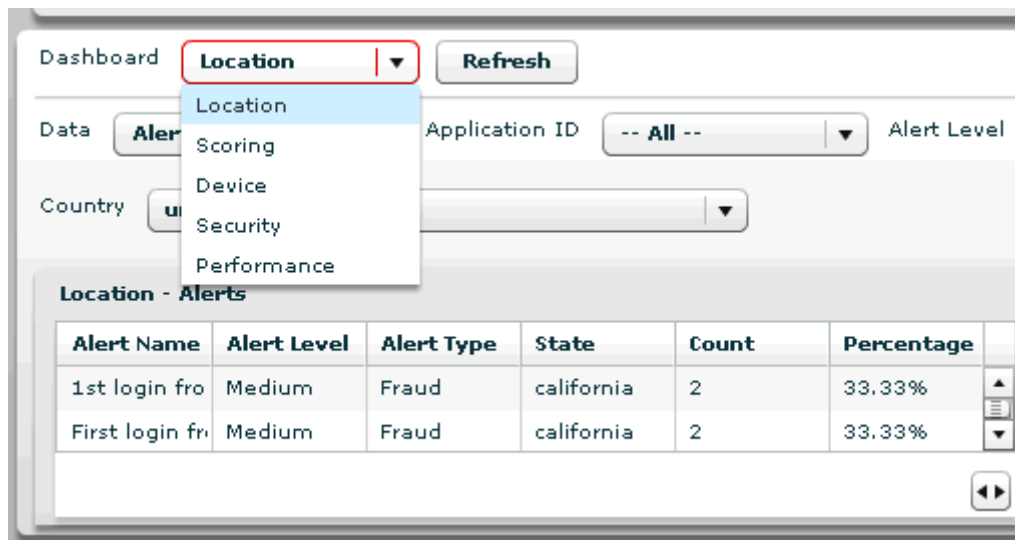 Dashboard Location Refresh
Location
Data Aler Application ID -- All -- Alert Level
Scoring
Device
Country
Security
Performance
Location - Alerts
Alert Name Alert Level Alert Type State Count Percentage
1st login fro Medium Fraud california 2 33.33%
First login fr Medium Fraud california 2 33.33%